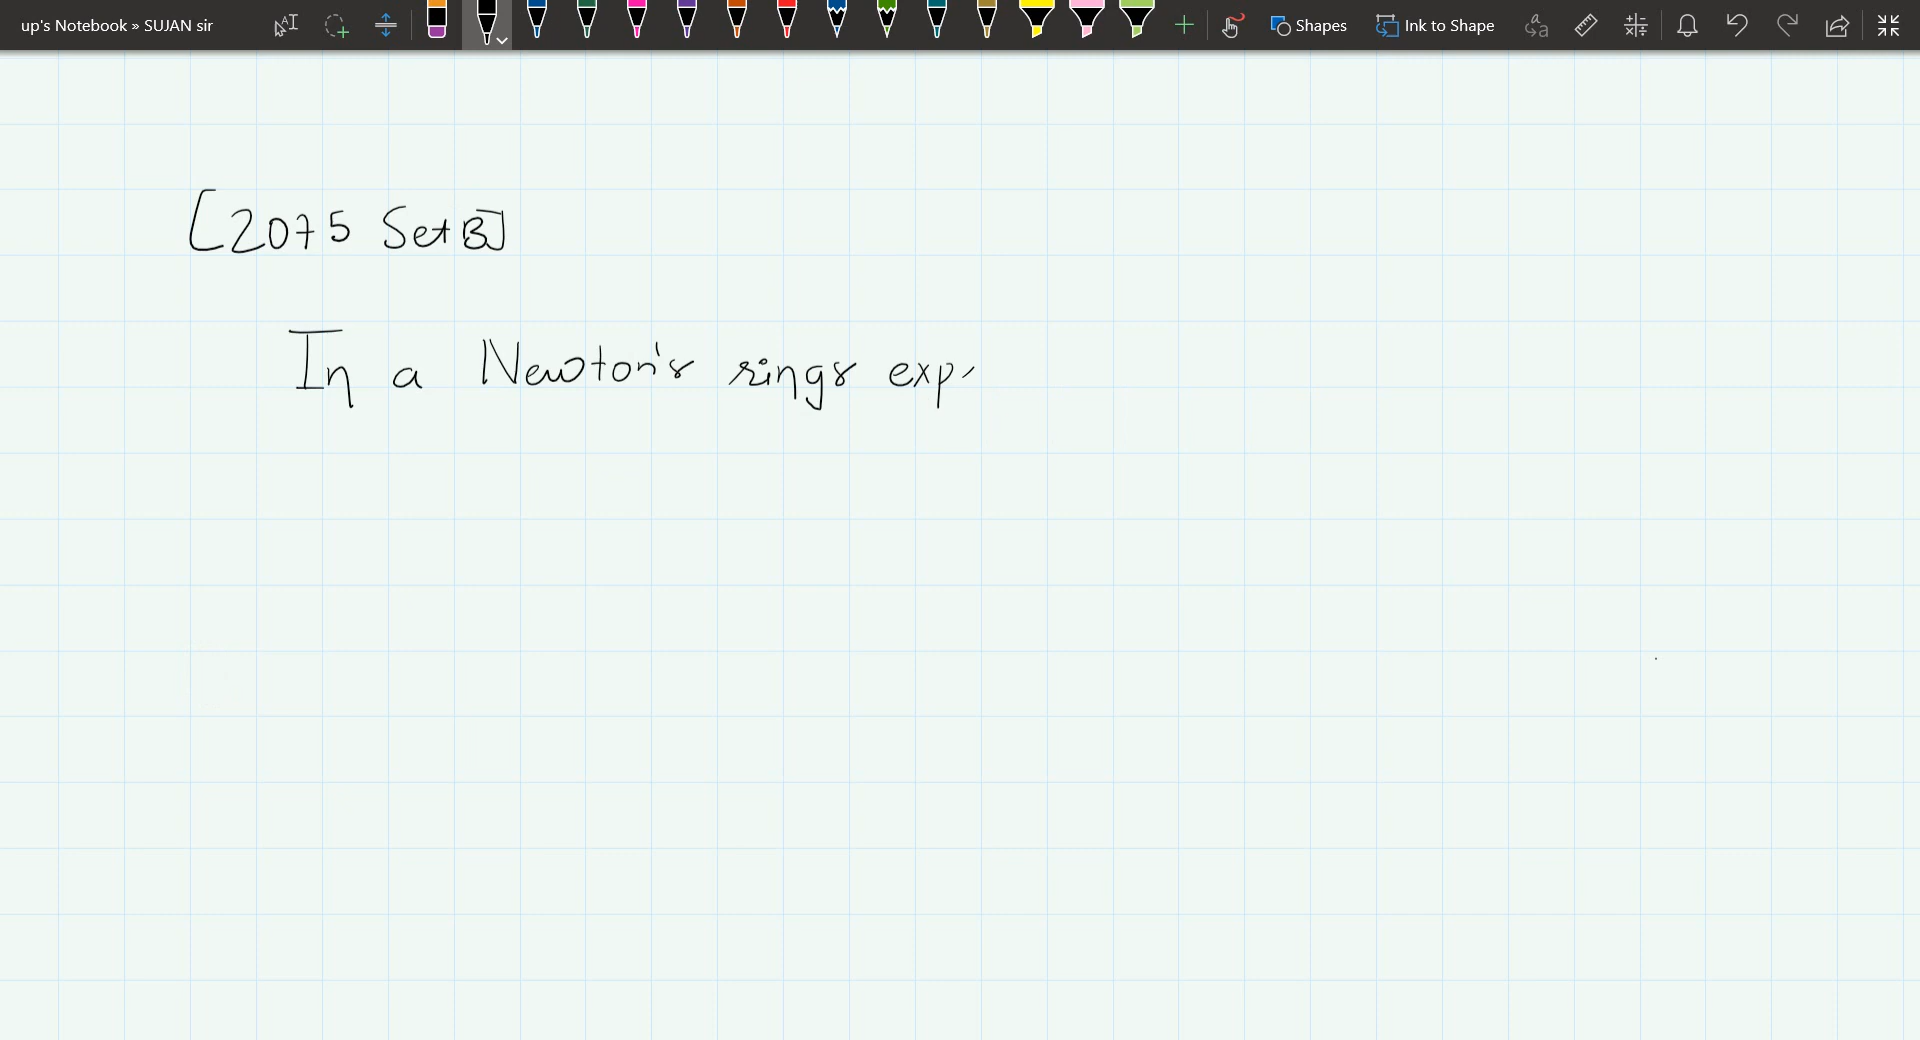 up's Notebook » SUJAN sir
Shapes
Ink to Shape
[2075 Set B]
In a Newton's rings exp